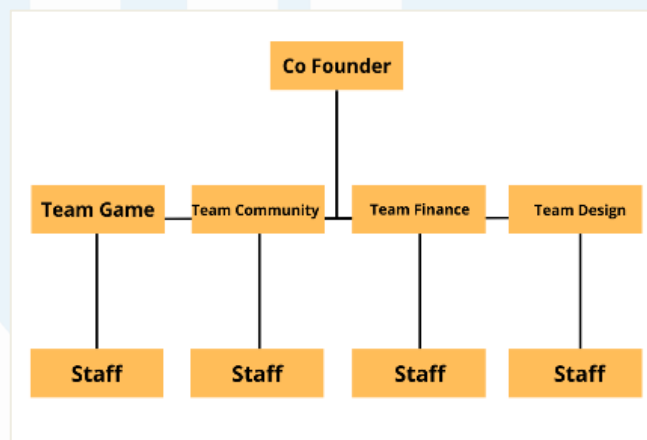 Co Founder
Team Game
Team Community
Team Finance
Team Design
Staff
Staff
Staff
Staff